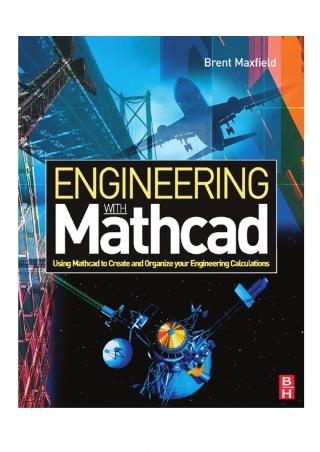 Brent Maxfield
ENGINEERING
WITH
Mathcad
Using Mathcad to Create and Organize your Engineering Calculations
B
H